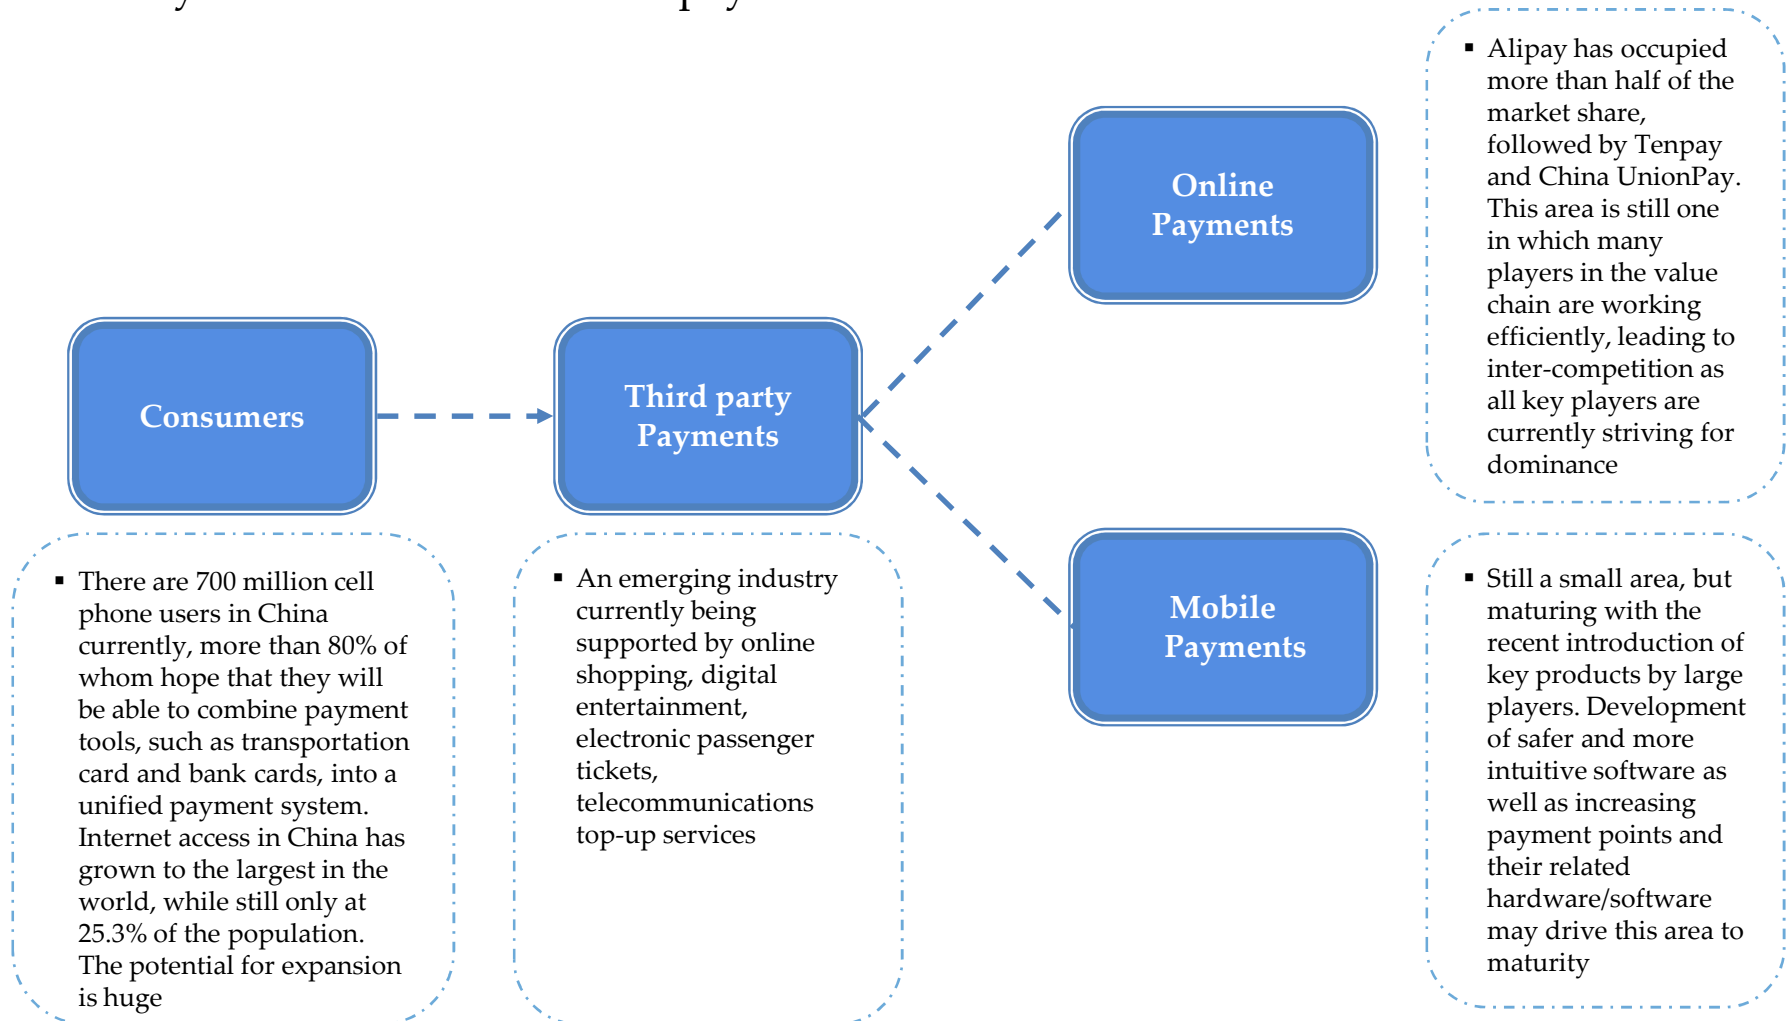 Online
Payments
▪ Alipay has occupied
more than half of the
market share,
followed by Tenpay
and China UnionPay.
This area is still one
in which many
players in the value
chain are working
efficiently, leading to
inter-competition as
all key players are
currently striving for
dominance
Consumers
Third party
Payments
▪ There are 700 million cell
phone users in China
currently, more than 80% of
whom hope that they will
be able to combine payment
tools, such as transportation
card and bank cards, into a
unified payment system.
Internet access in China has
grown to the largest in the
world, while still only at
25.3% of the population.
The potential for expansion
is huge
▪ An emerging industry
currently being
supported by online
shopping, digital
entertainment,
electronic passenger
tickets,
telecommunications
top-up services
Mobile
Payments
▪ Still a small area, but
maturing with the
recent introduction of
key products by large
players. Development
of safer and more
intuitive software as
well as increasing
payment points and
their related
hardware/software
may drive this area to
maturity